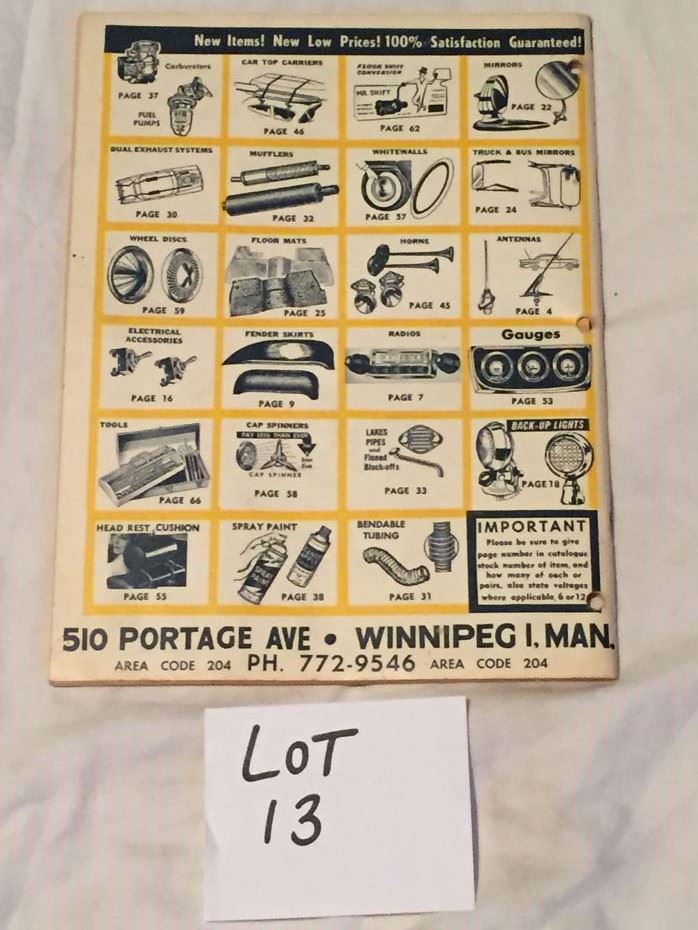 New Items! New Low Prices! 100% Satisfaction Guaranteed!
Carburetors
PAGE 37
FUEL
PUMPS
CAR TOP CARRIERS
PAGE 46
FLOOR SHIFT
CONVERSION
MR. SHIFT
PAGE 62
MIRRORS
PAGE 22
DUAL EXHAUST SYSTEMS
PAGE 30
MUFFLERS
PAGE 32
WHITEWALLS
PAGE 57
TRUCK & BUS MIRRORS
PAGE 24
WHEEL DISCS
PAGE 59
FLOOR MATS
PAGE 25
HORNS
PAGE 45
ANTENNAS
PAGE 4
ELECTRICAL
ACCESSORIES
PAGE 16
FENDER SKIRTS
PAGE 9
RADIOS
PAGE 7
Gauges
PAGE 53
TOOLS
PAGE 66
CAP SPINNERS
PAY LESS THAN EVER
CAP SPINNER
PAGE 58
LAKES
PIPES
and
Finned
Block-offs
PAGE 33
BACK-UP LIGHTS
PAGE 18
HEAD REST CUSHION
PAGE 55
SPRAY PAINT
PAGE 38
BENDABLE
TUBING
PAGE 31
IMPORTANT
Please be sure to give
page number in catalogue
stock number of item, and
how many of each or
pairs, also state voltages
where applicable, 6 or 12
510 PORTAGE AVE • WINNIPEG 1, MAN.
AREA CODE 204 PH. 772-9546 AREA CODE 204
LOT
13